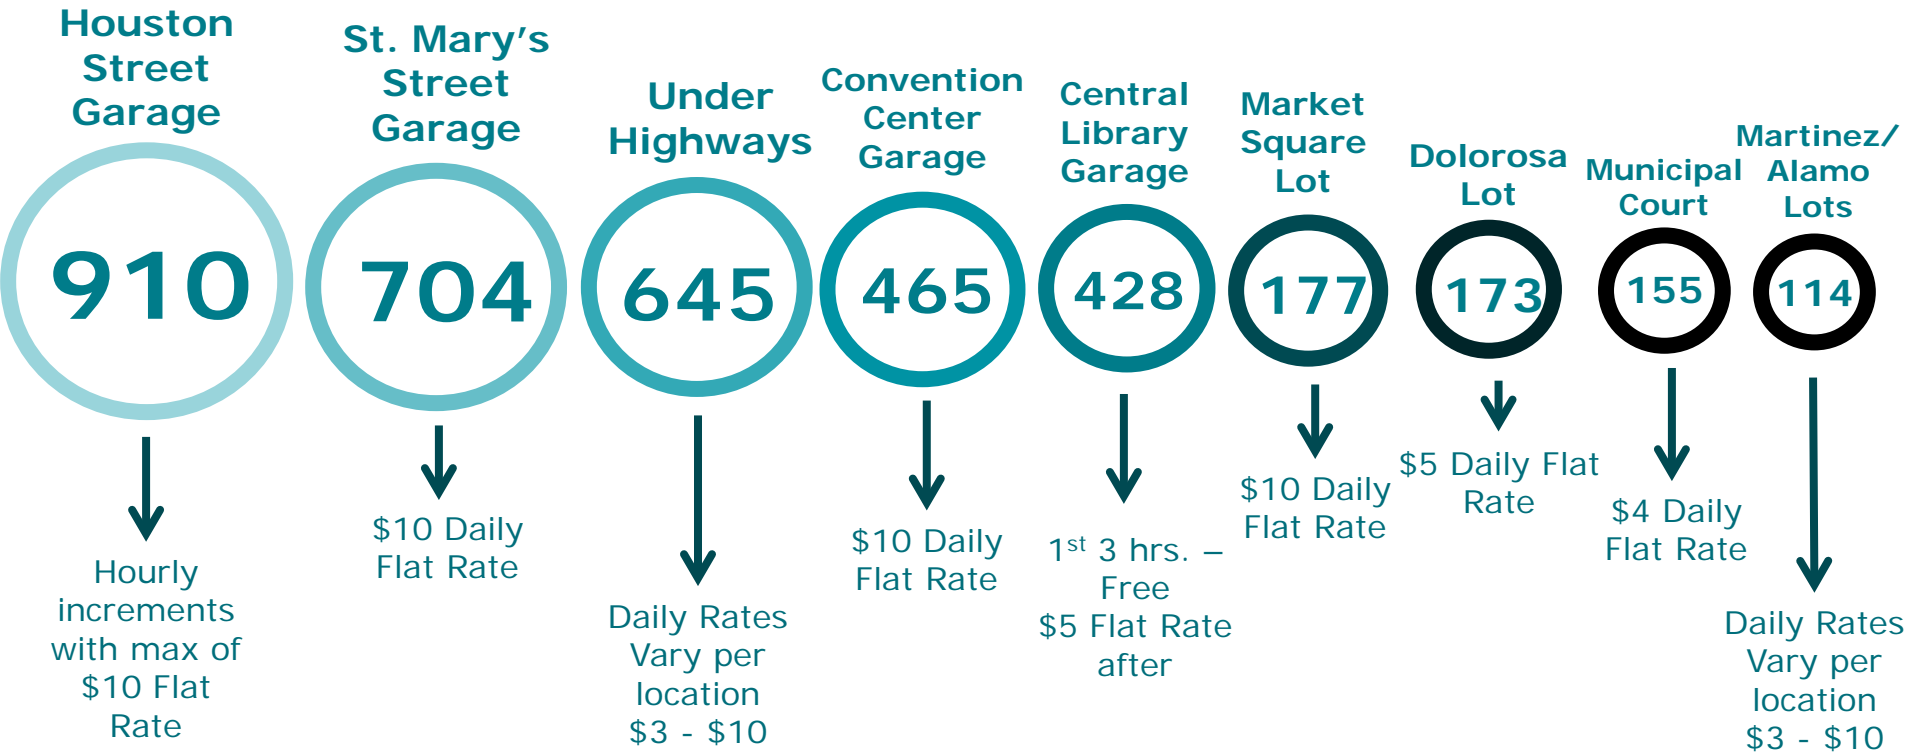 Houston
Street
Garage
910
Hourly
increments
with max of
$10 Flat
Rate
St. Mary’s
Street
Garage
704
$10 Daily
Flat Rate
Under
Highways
645
Daily Rates
Vary per
location
$3 - $10
Convention
Center
Garage
465
$10 Daily
Flat Rate
Central
Library
Garage
428
1st 3 hrs. –
Free
$5 Flat Rate
after
Market
Square
Lot
177
$10 Daily
Flat Rate
Dolorosa
Lot
173
$5 Daily Flat
Rate
Municipal
Court
155
$4 Daily
Flat Rate
Martinez/
Alamo
Lots
114
Daily Rates
Vary per
location
$3 - $10